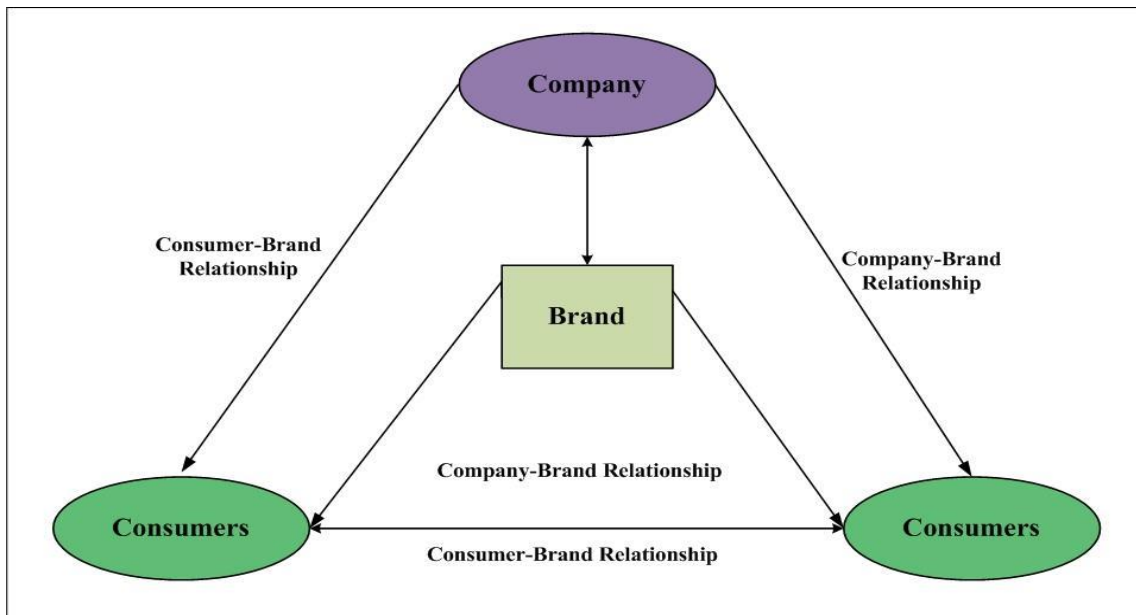 Company
Consumer-Brand
Relationship
Company-Brand
Relationship
Brand
Company-Brand Relationship
Consumers
Consumers
Consumer-Brand Relationship